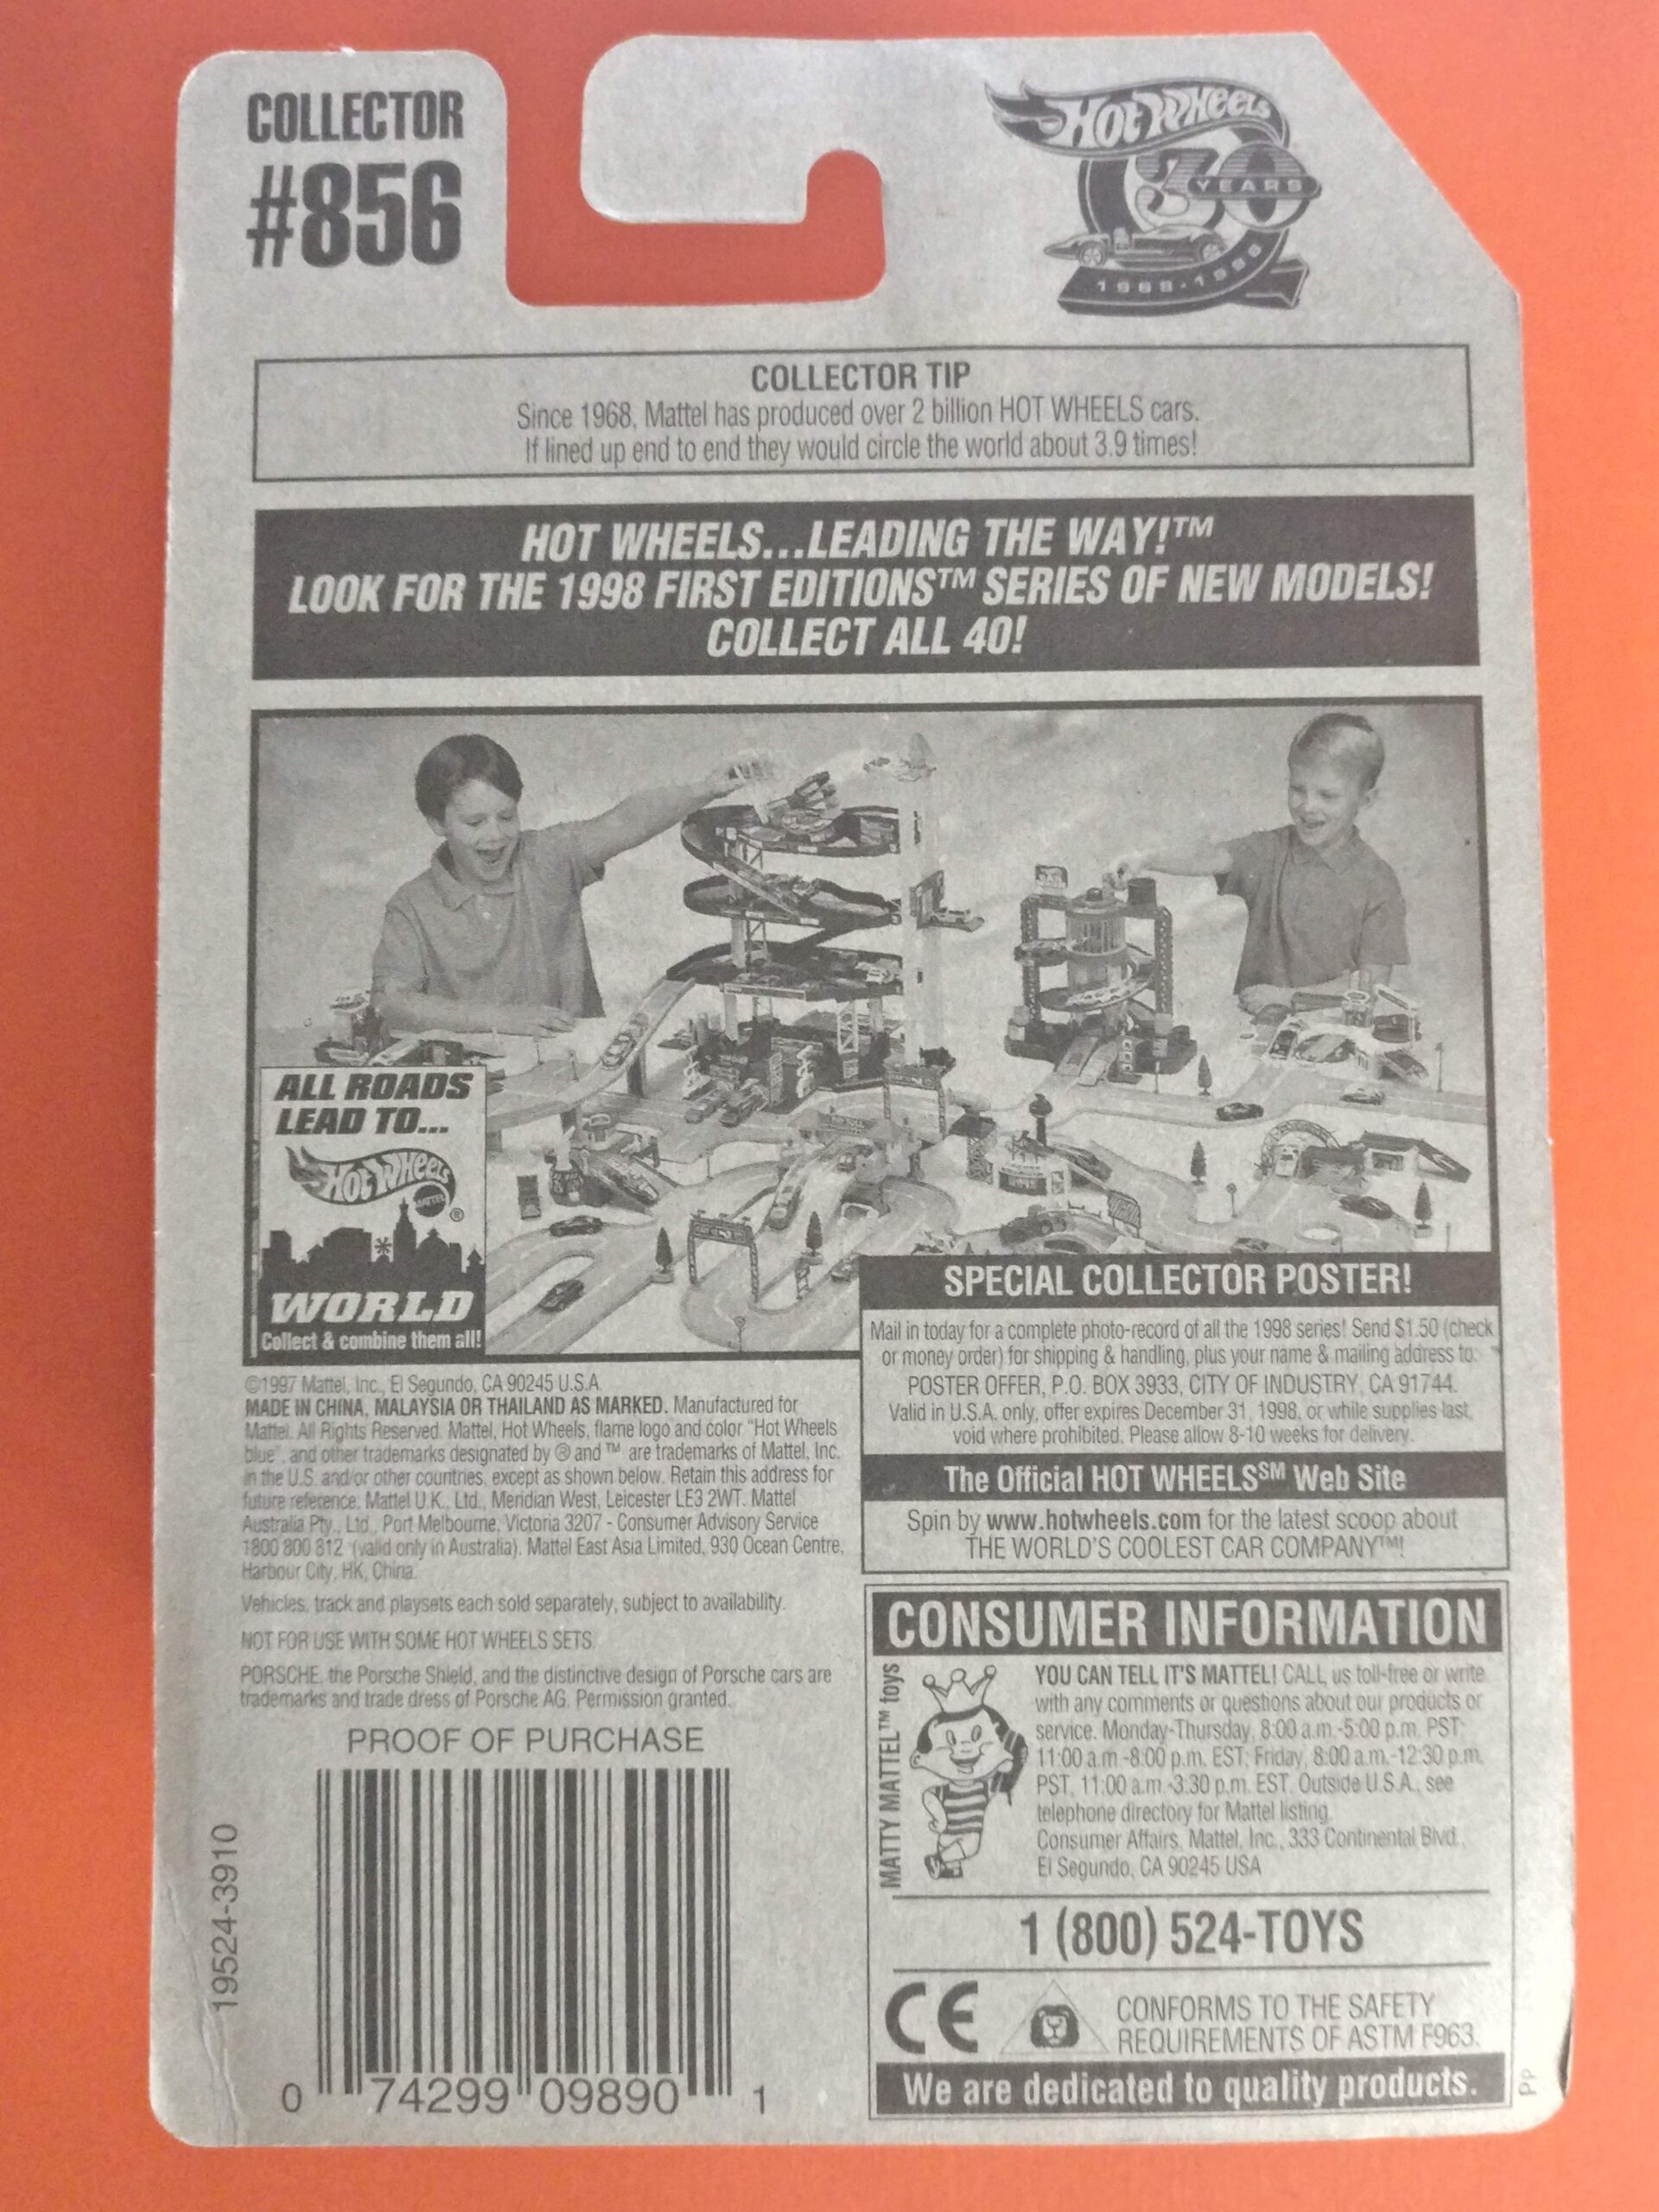 COLLECTOR
#856
HOT WHEELS
30
YEARS
1968-1998
COLLECTOR TIP
Since 1968, Mattel has produced over 2 billion HOT WHEELS cars.
If lined up end to end they would circle the world about 3.9 times!
HOT WHEELS...LEADING THE WAY!™
LOOK FOR THE 1998 FIRST EDITIONS™ SERIES OF NEW MODELS!
COLLECT ALL 40!
ALL ROADS
LEAD TO...
HOT WHEELS
MATTEL
®
WORLD
Collect & combine them all!
SPECIAL COLLECTOR POSTER!
Mail in today for a complete photo-record of all the 1998 series! Send $1.50 (check
or money order) for shipping & handling, plus your name & mailing address to:
POSTER OFFER, P.O. BOX 3933, CITY OF INDUSTRY, CA 91744.
Valid in U.S.A. only, offer expires December 31, 1998, or while supplies last,
void where prohibited. Please allow 8-10 weeks for delivery.
The Official HOT WHEELS℠ Web Site
Spin by www.hotwheels.com for the latest scoop about
THE WORLD'S COOLEST CAR COMPANY™!
©1997 Mattel, Inc., El Segundo, CA 90245 U.S.A.
MADE IN CHINA, MALAYSIA OR THAILAND AS MARKED. Manufactured for
Mattel. All Rights Reserved. Mattel, Hot Wheels, flame logo and color "Hot Wheels
blue", and other trademarks designated by ® and ™ are trademarks of Mattel, Inc.
in the U.S. and/or other countries, except as shown below. Retain this address for
future reference: Mattel U.K., Ltd., Meridian West, Leicester LE3 2WT. Mattel
Australia Pty., Ltd., Port Melbourne, Victoria 3207 - Consumer Advisory Service
1800 800 812 (valid only in Australia). Mattel East Asia Limited, 930 Ocean Centre,
Harbour City, HK, China.
Vehicles, track and playsets each sold separately, subject to availability.
NOT FOR USE WITH SOME HOT WHEELS SETS.
PORSCHE, the Porsche Shield, and the distinctive design of Porsche cars are
trademarks and trade dress of Porsche AG. Permission granted.
PROOF OF PURCHASE
19524-3910
0 74299 09890 1
CONSUMER INFORMATION
MATTY MATTEL™ toys
YOU CAN TELL IT'S MATTEL! CALL us toll-free or write
with any comments or questions about our products or
service. Monday-Thursday, 8:00 a.m.-5:00 p.m. PST;
11:00 a.m.-8:00 p.m. EST; Friday, 8:00 a.m.-12:30 p.m.
PST, 11:00 a.m.-3:30 p.m. EST. Outside U.S.A., see
telephone directory for Mattel listing.
Consumer Affairs, Mattel, Inc., 333 Continental Blvd.,
El Segundo, CA 90245 USA
1 (800) 524-TOYS
CE
CONFORMS TO THE SAFETY
REQUIREMENTS OF ASTM F963.
We are dedicated to quality products.
PP